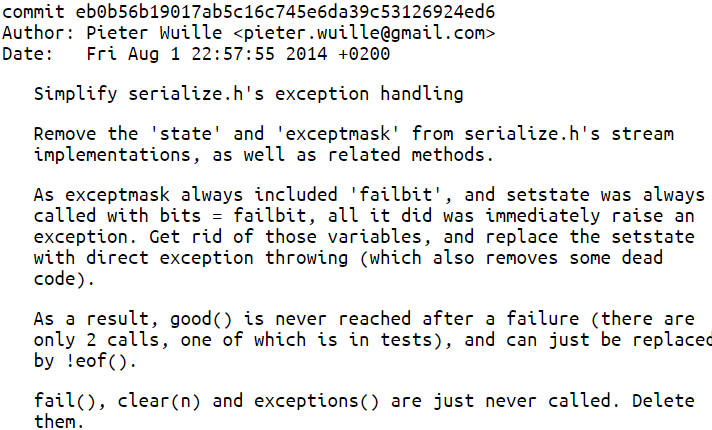 commit eb0b56b19017ab5c16c745e6da39c53126924ed6
Author: Pieter Wuille <pieter.wuille@gmail.com>
Date:   Fri Aug 1 22:57:55 2014 +0200
Simplify serialize.h's exception handling
Remove the 'state' and 'exceptmask' from serialize.h's stream
implementations, as well as related methods.
As exceptmask always included 'failbit', and setstate was always
called with bits = failbit, all it did was immediately raise an
exception. Get rid of those variables, and replace the setstate
with direct exception throwing (which also removes some dead
code).
As a result, good() is never reached after a failure (there are
only 2 calls, one of which is in tests), and can just be replaced
by !eof().
fail(), clear(n) and exceptions() are just never called. Delete
them.